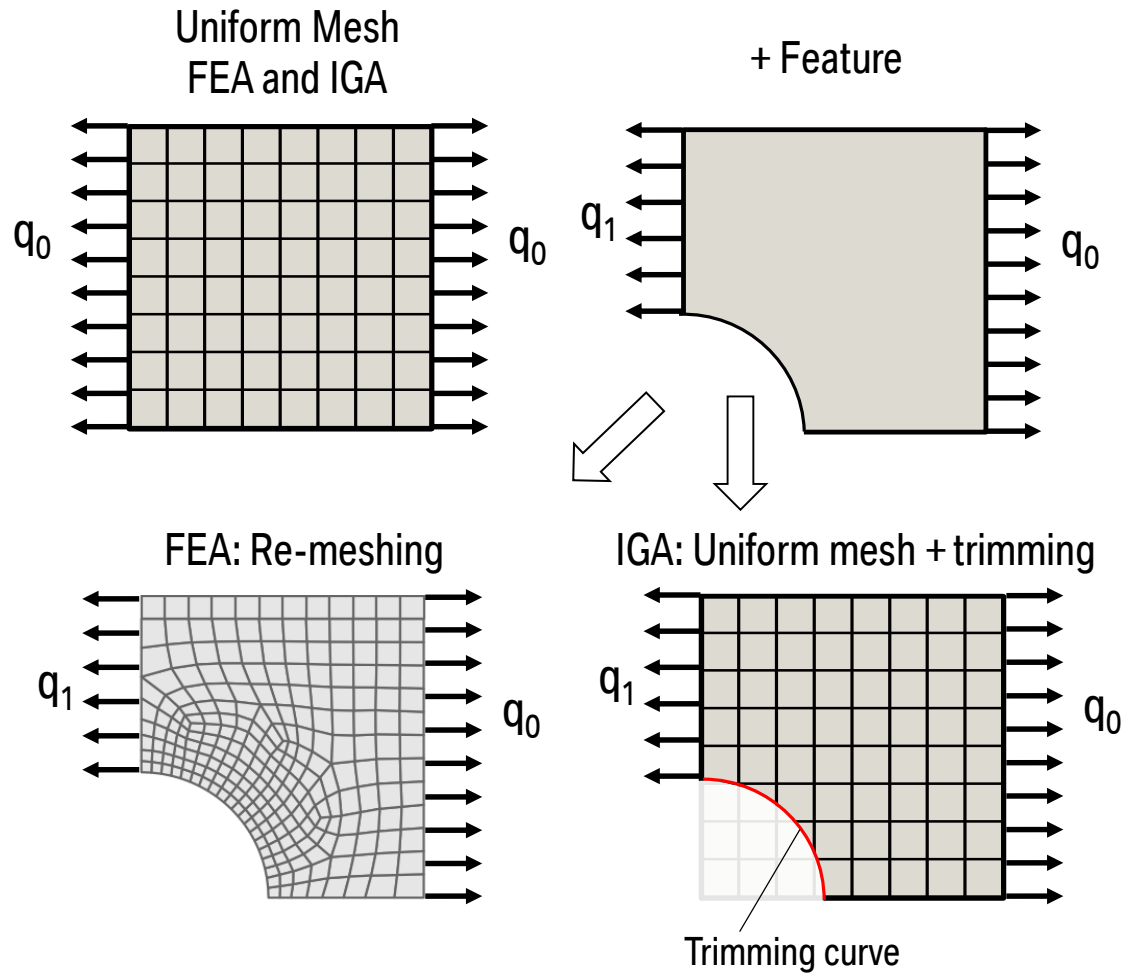 Uniform Mesh
FEA and IGA
+ Feature
q₀
q₀
q₁
q₀
FEA: Re-meshing
IGA: Uniform mesh + trimming
q₁
q₀
q₁
q₀
Trimming curve